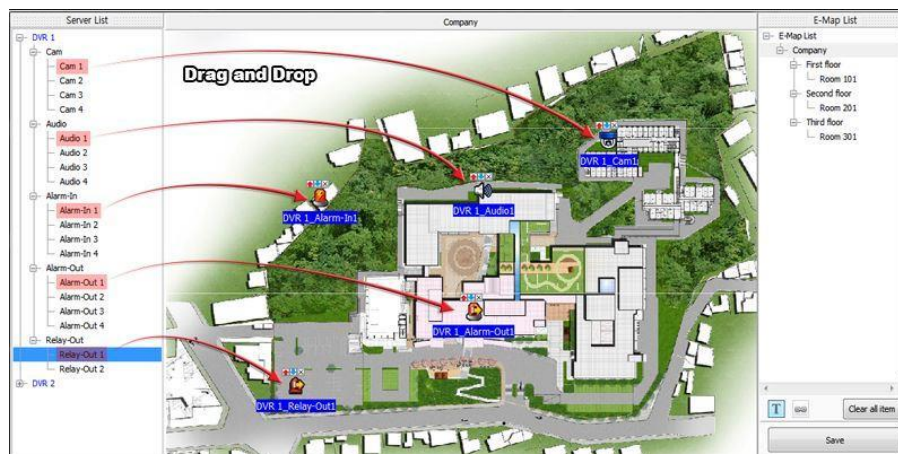 Server List
DVR 1
Cam
Cam 1
Cam 2
Cam 3
Cam 4
Audio
Audio 1
Audio 2
Audio 3
Audio 4
Alarm-In
Alarm-In 1
Alarm-In 2
Alarm-In 3
Alarm-In 4
Alarm-Out
Alarm-Out 1
Alarm-Out 2
Alarm-Out 3
Alarm-Out 4
Relay-Out
Relay-Out 1
Relay-Out 2
DVR 2
Company
Drag and Drop
DVR 1_Cam1
DVR 1_Alarm-In1
DVR 1_Audio1
DVR 1_Alarm-Out1
DVR 1_Relay-Out1
E-Map List
E-Map List
Company
First floor
Room 101
Second floor
Room 201
Third floor
Room 301
T
Clear all item
Save